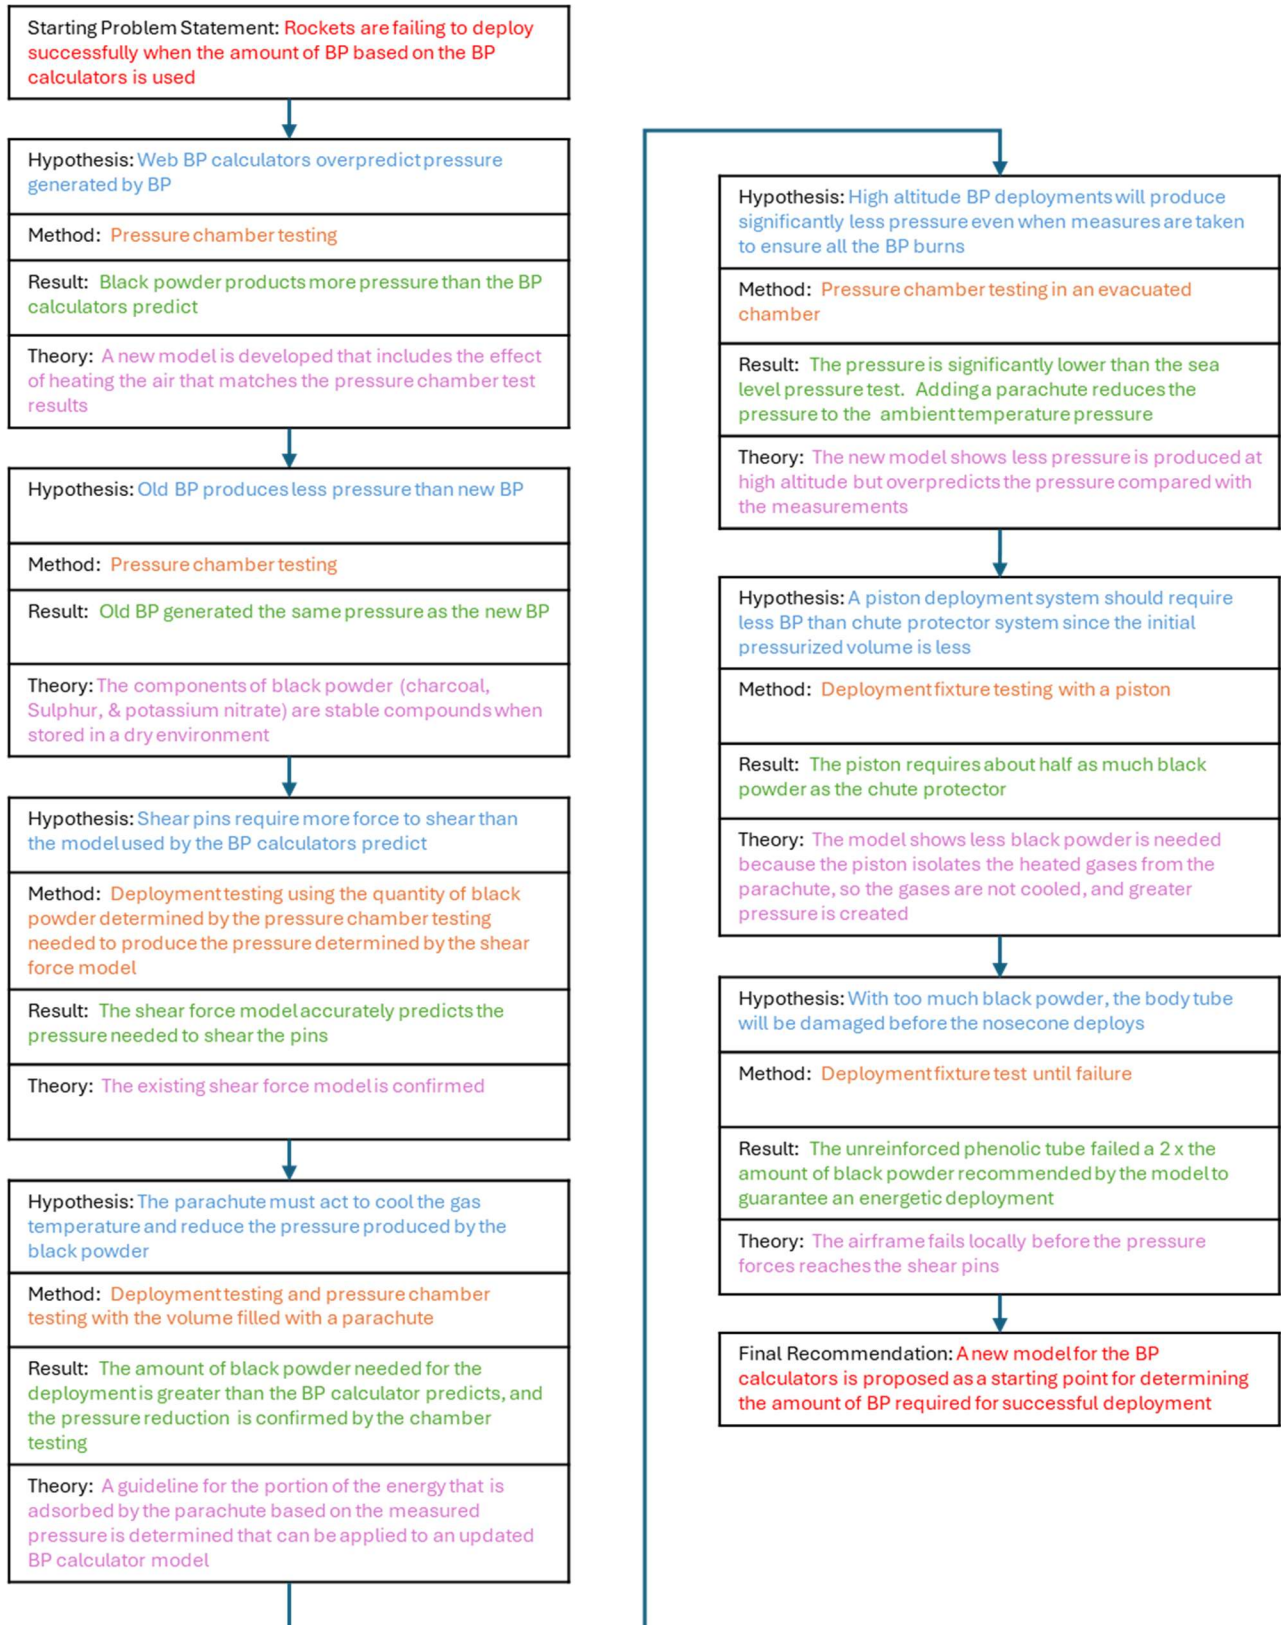 Starting Problem Statement: Rockets are failing to deploy
successfully when the amount of BP based on the BP
calculators is used
Hypothesis: Web BP calculators overpredict pressure
generated by BP
Method: Pressure chamber testing
Result: Black powder products more pressure than the BP
calculators predict
Theory: A new model is developed that includes the effect
of heating the air that matches the pressure chamber test
results
Hypothesis: Old BP produces less pressure than new BP
Method: Pressure chamber testing
Result: Old BP generated the same pressure as the new BP
Theory: The components of black powder (charcoal,
Sulphur, & potassium nitrate) are stable compounds when
stored in a dry environment
Hypothesis: Shear pins require more force to shear than
the model used by the BP calculators predict
Method: Deployment testing using the quantity of black
powder determined by the pressure chamber testing
needed to produce the pressure determined by the shear
force model
Result: The shear force model accurately predicts the
pressure needed to shear the pins
Theory: The existing shear force model is confirmed
Hypothesis: The parachute must act to cool the gas
temperature and reduce the pressure produced by the
black powder
Method: Deployment testing and pressure chamber
testing with the volume filled with a parachute
Result: The amount of black powder needed for the
deployment is greater than the BP calculator predicts, and
the pressure reduction is confirmed by the chamber
testing
Theory: A guideline for the portion of the energy that is
adsorbed by the parachute based on the measured
pressure is determined that can be applied to an updated
BP calculator model
Hypothesis: High altitude BP deployments will produce
significantly less pressure even when measures are taken
to ensure all the BP burns
Method: Pressure chamber testing in an evacuated
chamber
Result: The pressure is significantly lower than the sea
level pressure test. Adding a parachute reduces the
pressure to the ambient temperature pressure
Theory: The new model shows less pressure is produced at
high altitude but overpredicts the pressure compared with
the measurements
Hypothesis: A piston deployment system should require
less BP than chute protector system since the initial
pressurized volume is less
Method: Deployment fixture testing with a piston
Result: The piston requires about half as much black
powder as the chute protector
Theory: The model shows less black powder is needed
because the piston isolates the heated gases from the
parachute, so the gases are not cooled, and greater
pressure is created
Hypothesis: With too much black powder, the body tube
will be damaged before the nosecone deploys
Method: Deployment fixture test until failure
Result: The unreinforced phenolic tube failed a 2 x the
amount of black powder recommended by the model to
guarantee an energetic deployment
Theory: The airframe fails locally before the pressure
forces reaches the shear pins
Final Recommendation: A new model for the BP
calculators is proposed as a starting point for determining
the amount of BP required for successful deployment